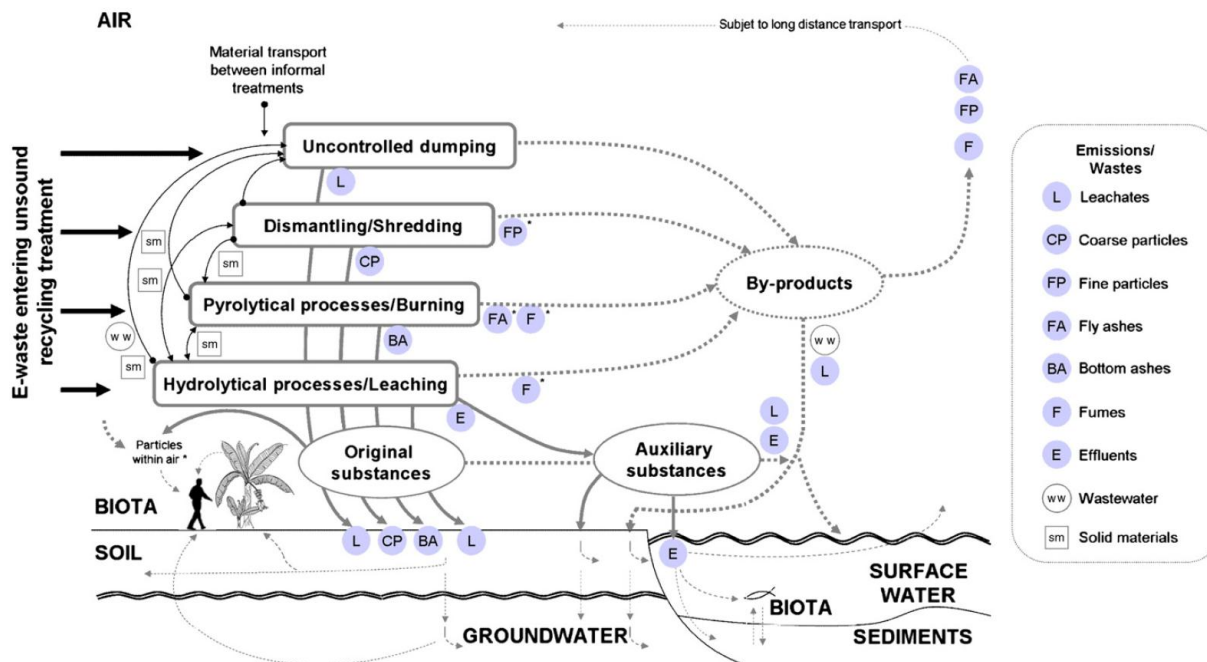 AIR
Subjet to long distance transport
Material transport
between informal
treatments
FA
FP
F
E-waste entering unsound
recycling treatment
Uncontrolled dumping
L
Dismantling/Shredding
FP*
sm
sm
CP
sm
By-products
Pyrolytical processes/Burning
FA* F*
ww
sm
BA
ww
sm
Hydrolytical processes/Leaching
F*
L
E
L
E
Particles
within air *
Original
substances
Auxiliary
substances
BIOTA
SOIL
L CP BA L
E
SURFACE
WATER
BIOTA
GROUNDWATER
SEDIMENTS
Emissions/
Wastes
L Leachates
CP Coarse particles
FP Fine particles
FA Fly ashes
BA Bottom ashes
F Fumes
E Effluents
ww Wastewater
sm Solid materials